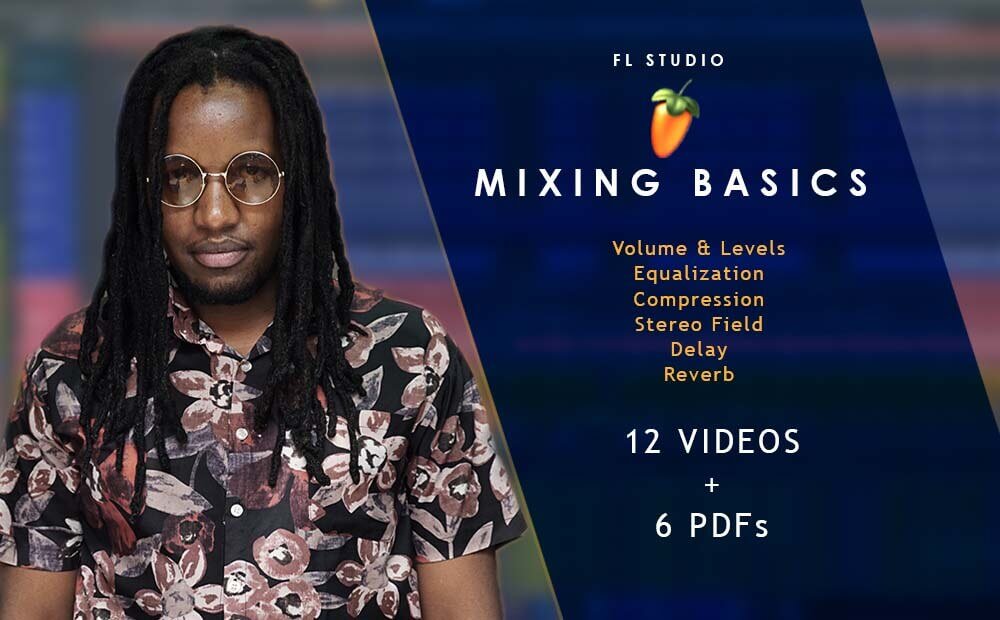 FL STUDIO
MIXING BASICS
Volume & Levels
Equalization
Compression
Stereo Field
Delay
Reverb
12 VIDEOS
+
6 PDFs